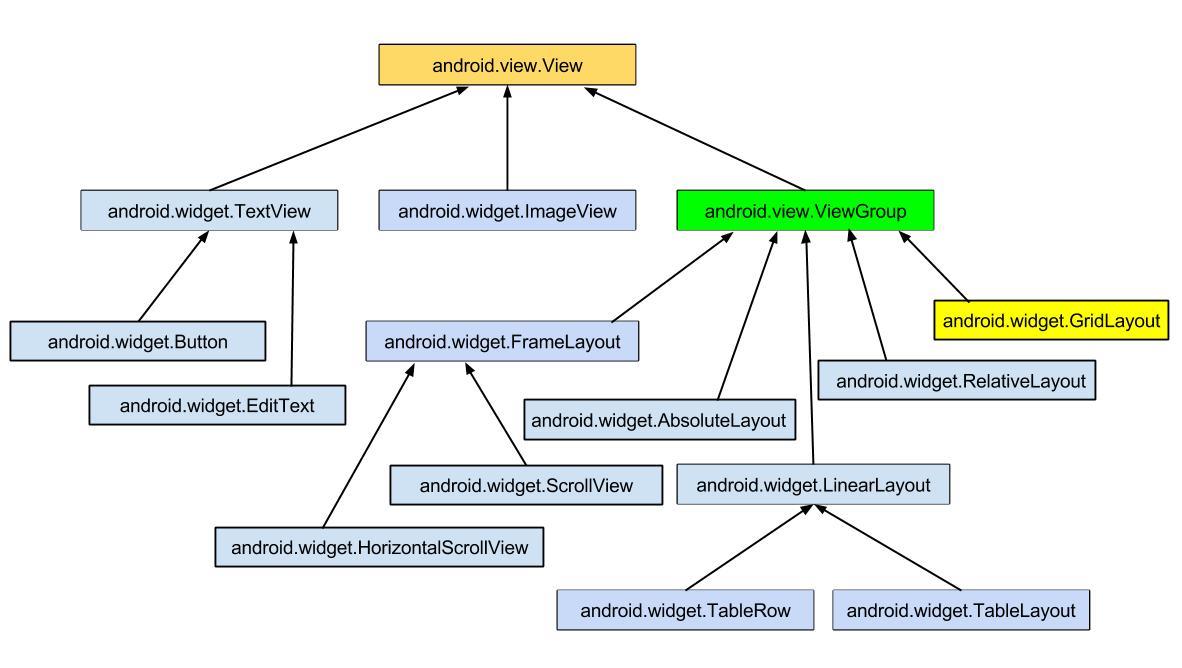 android.view.View
android.widget.TextView
android.widget.ImageView
android.view.ViewGroup
android.widget.GridLayout
android.widget.Button
android.widget.FrameLayout
android.widget.RelativeLayout
android.widget.EditText
android.widget.AbsoluteLayout
android.widget.ScrollView
android.widget.LinearLayout
android.widget.HorizontalScrollView
android.widget.TableRow
android.widget.TableLayout